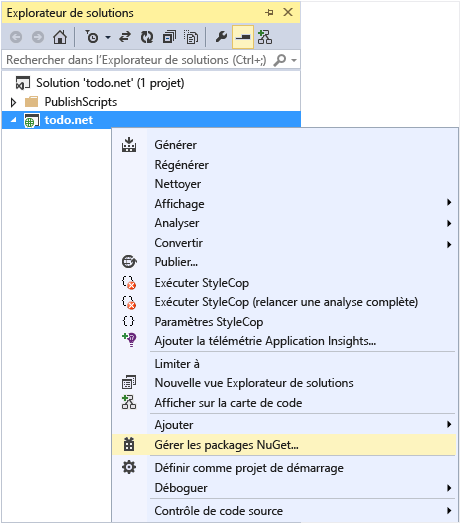 Explorateur de solutions
Rechercher dans l'Explorateur de solutions (Ctrl+;)
Solution 'todo.net' (1 projet)
PublishScripts
todo.net
Générer
Régénérer
Nettoyer
Affichage
Analyser
Convertir
Publier...
Exécuter StyleCop
Exécuter StyleCop (relancer une analyse complète)
Paramètres StyleCop
Ajouter la télémétrie Application Insights...
Limiter à
Nouvelle vue Explorateur de solutions
Afficher sur la carte de code
Ajouter
Gérer les packages NuGet...
Définir comme projet de démarrage
Déboguer
Contrôle de code source